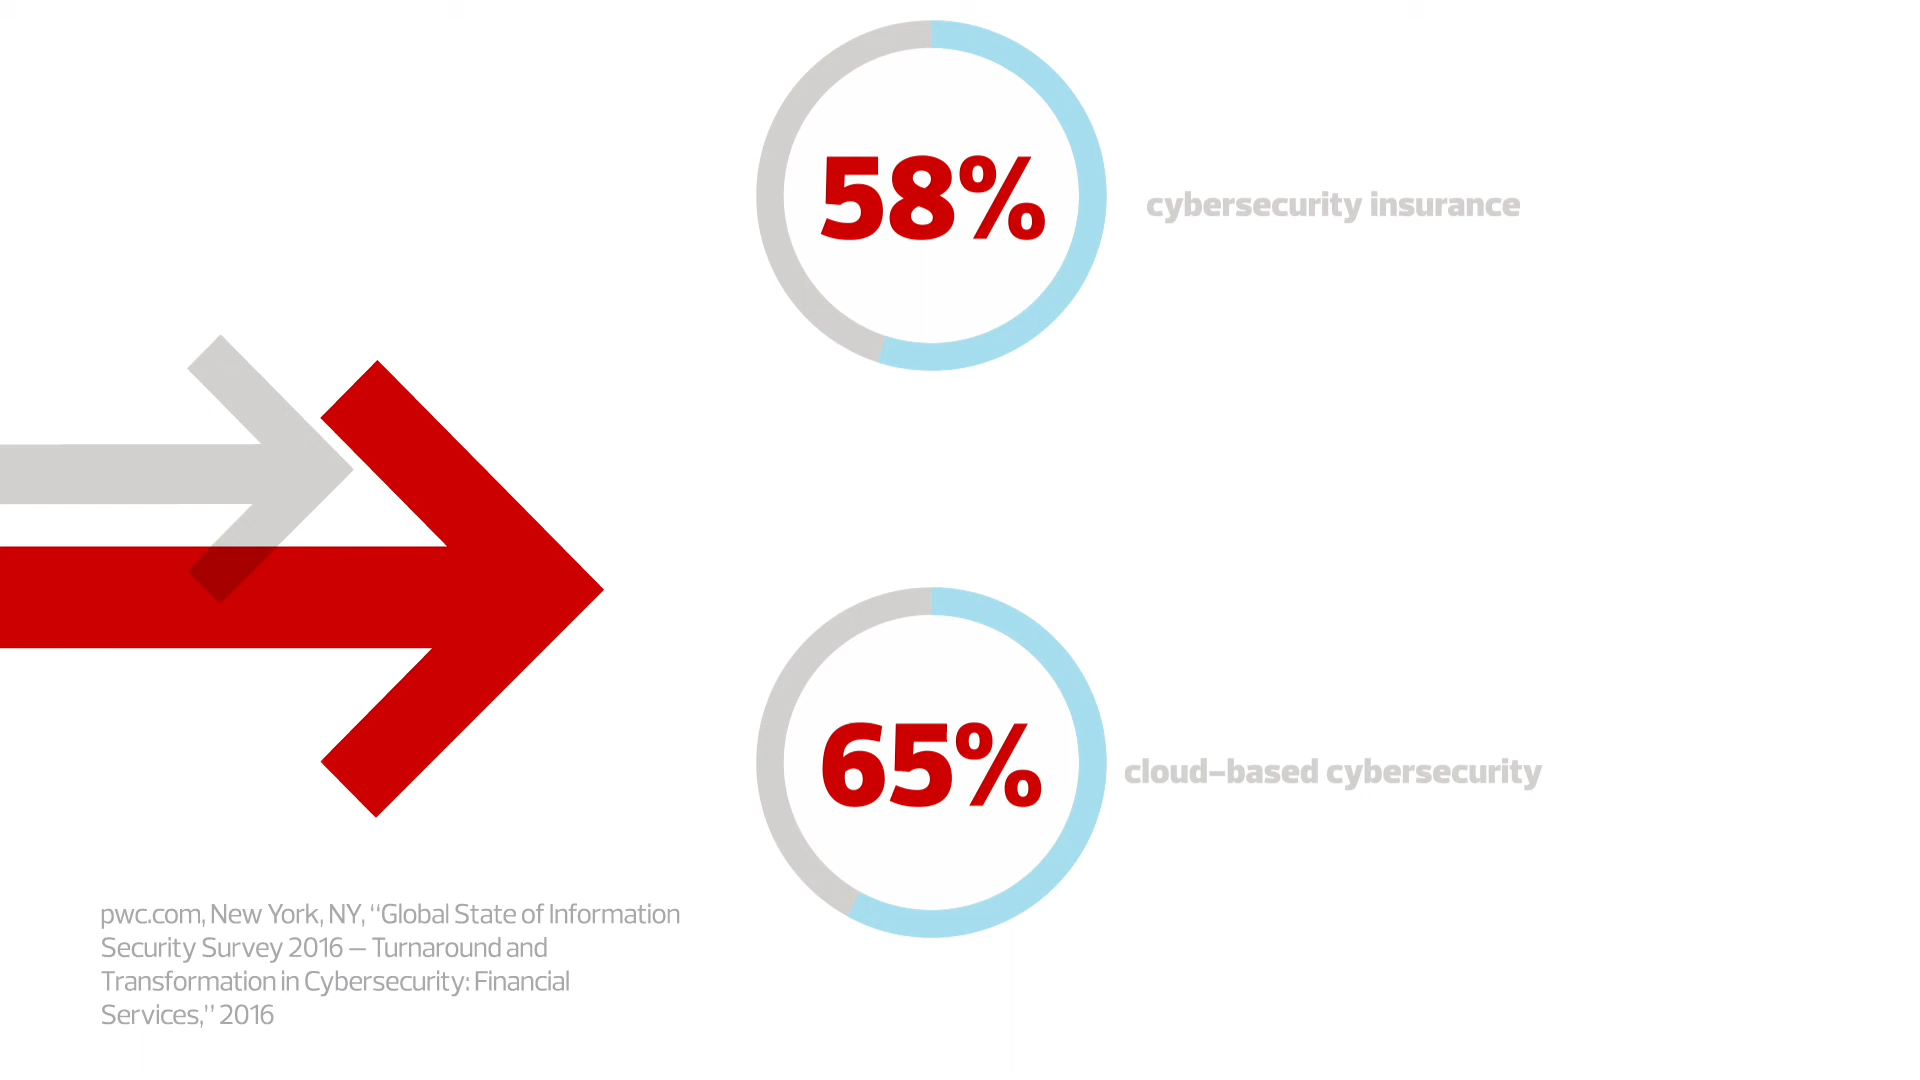 58%
cybersecurity insurance
65%
cloud–based cybersecurity
pwc.com, New York, NY, “Global State of Information
Security Survey 2016 – Turnaround and
Transformation in Cybersecurity: Financial
Services,” 2016